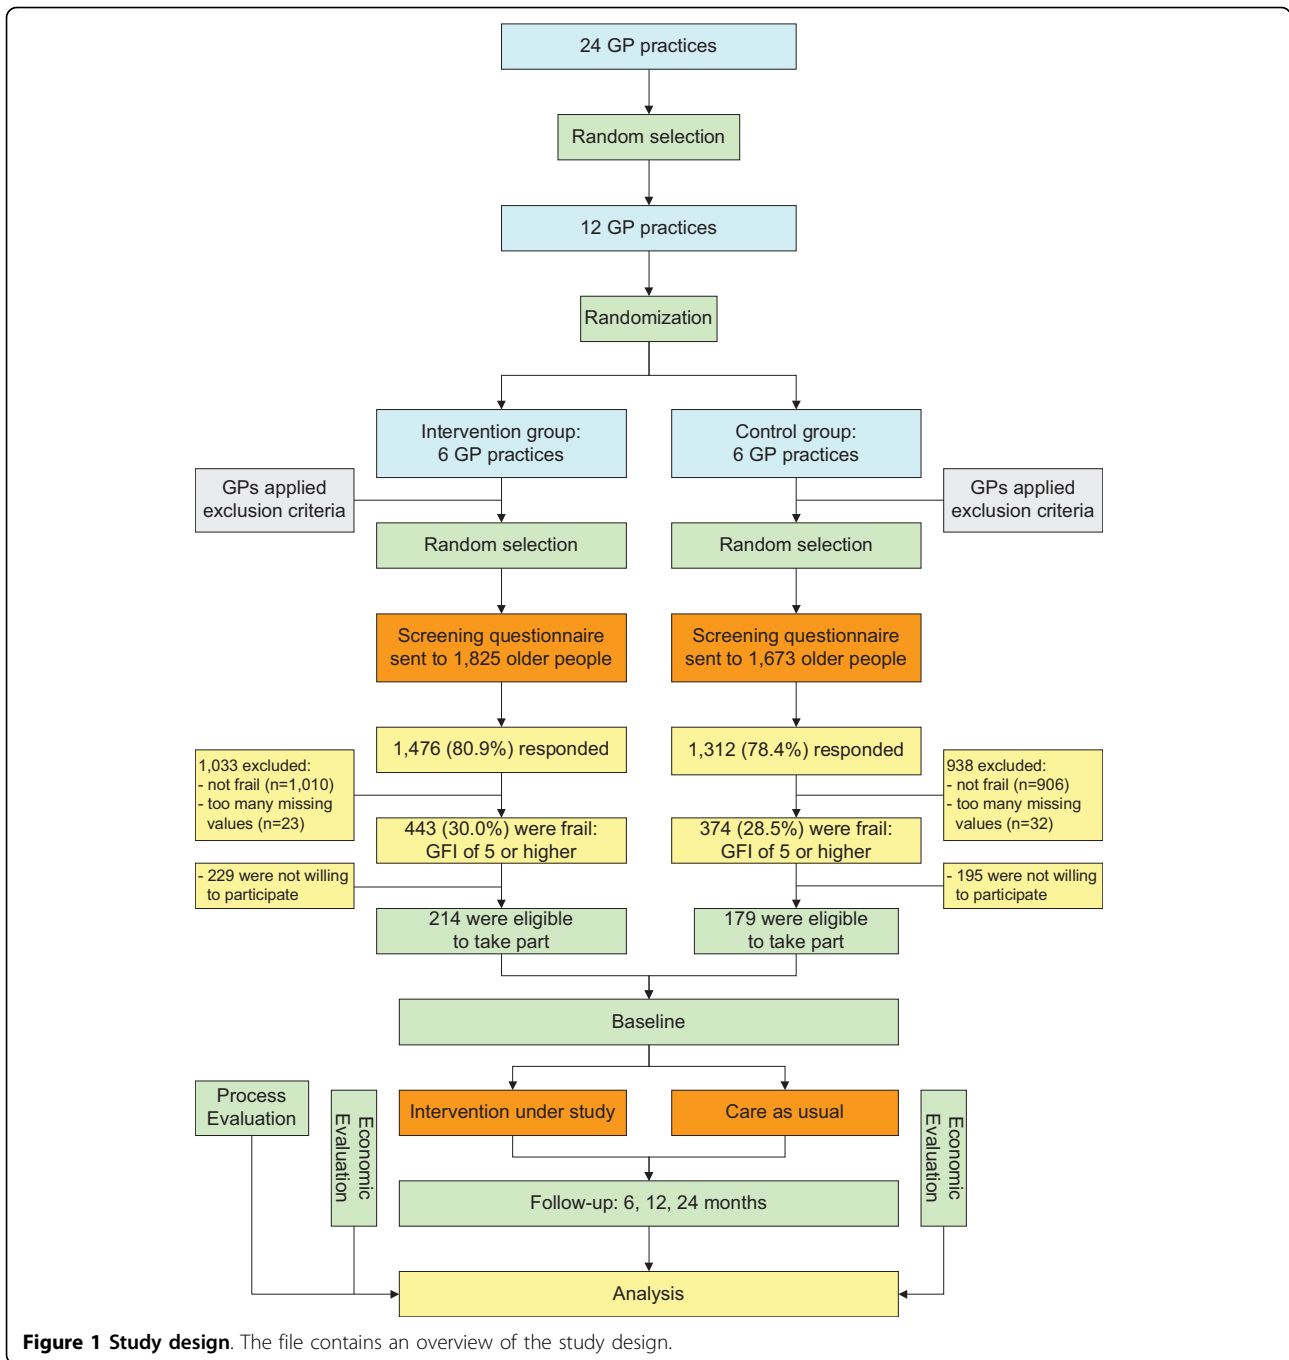 24 GP practices
Random selection
12 GP practices
Randomization
Intervention group:
6 GP practices
Control group:
6 GP practices
GPs applied
exclusion criteria
GPs applied
exclusion criteria
Random selection
Random selection
Screening questionnaire
sent to 1,825 older people
Screening questionnaire
sent to 1,673 older people
1,476 (80.9%) responded
1,312 (78.4%) responded
1,033 excluded:
- not frail (n=1,010)
- too many missing
values (n=23)
938 excluded:
- not frail (n=906)
- too many missing
values (n=32)
443 (30.0%) were frail:
GFI of 5 or higher
374 (28.5%) were frail:
GFI of 5 or higher
- 229 were not willing
to participate
- 195 were not willing
to participate
214 were eligible
to take part
179 were eligible
to take part
Baseline
Process
Evaluation
Economic
Evaluation
Intervention under study
Care as usual
Economic
Evaluation
Follow-up: 6, 12, 24 months
Analysis
Figure 1 Study design. The file contains an overview of the study design.